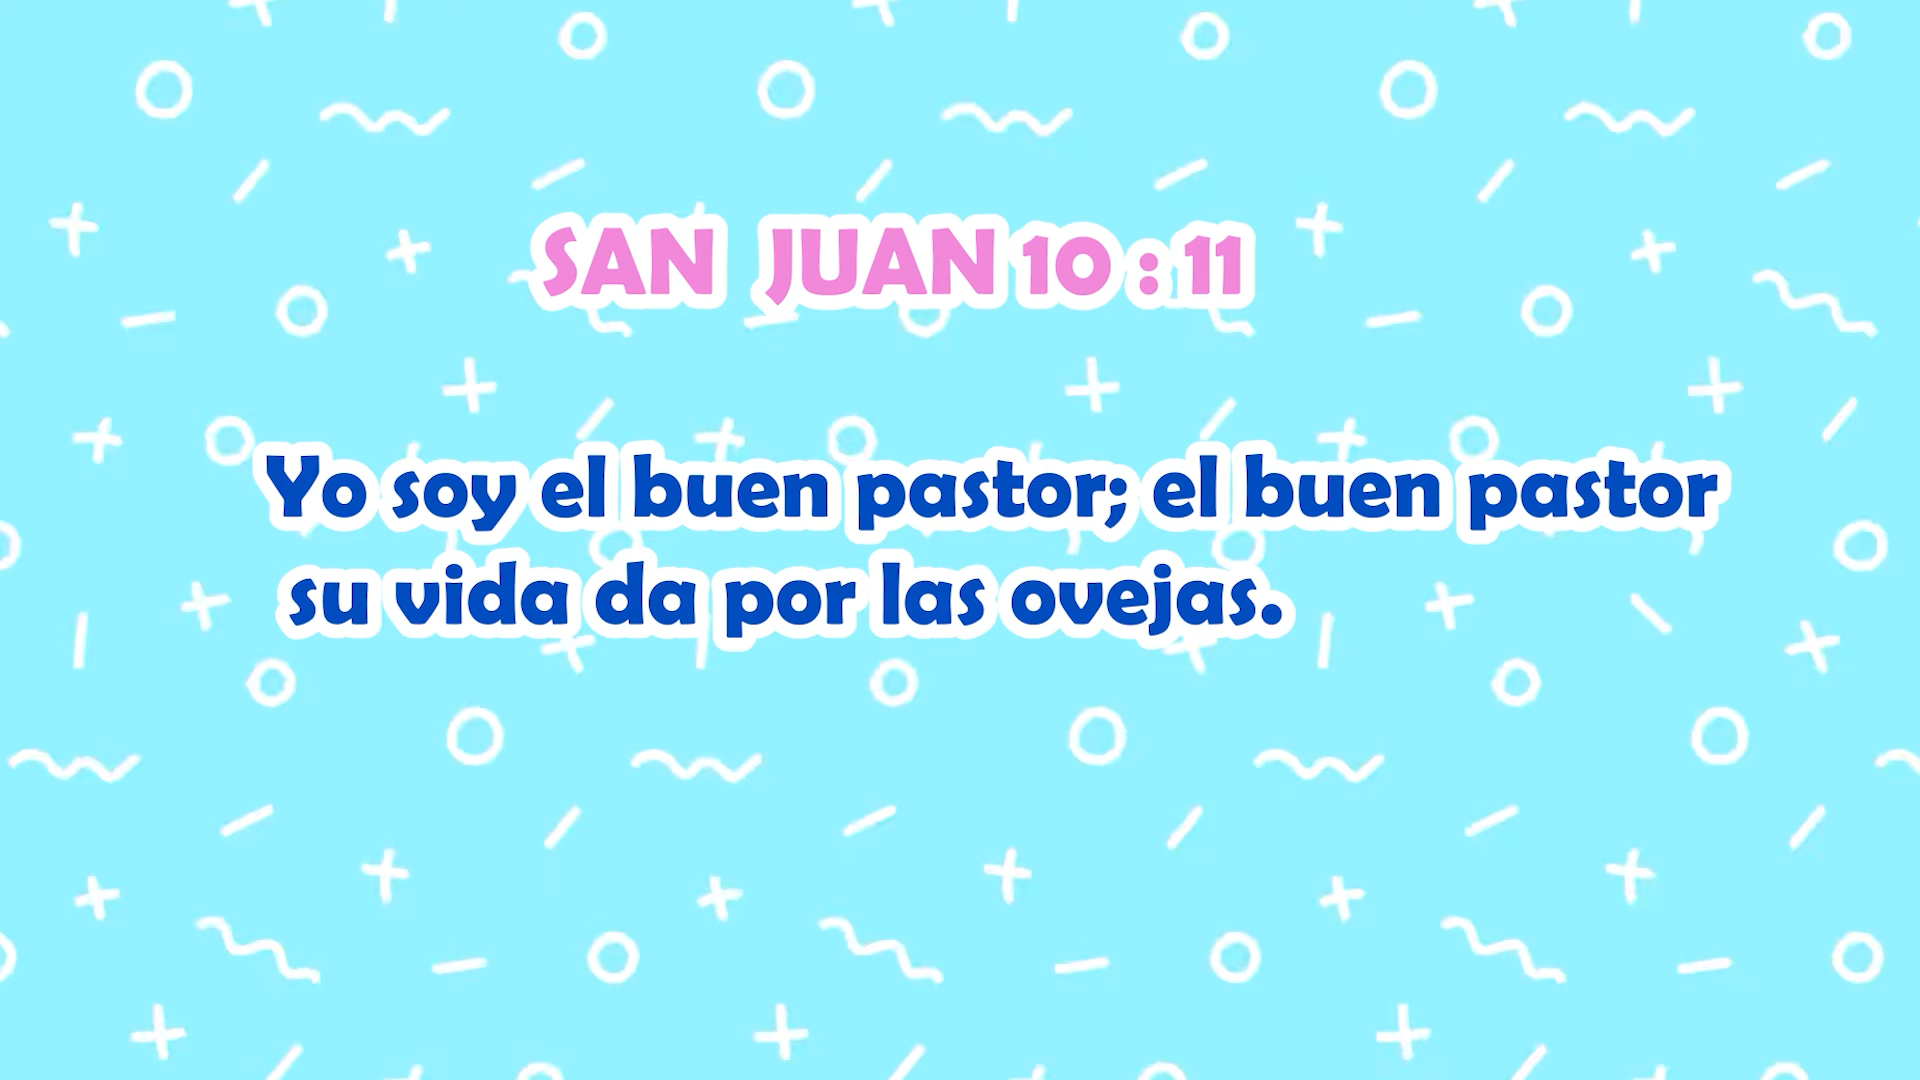 SAN JUAN 10 : 11
Yo soy el buen pastor; el buen pastor
su vida da por las ovejas.